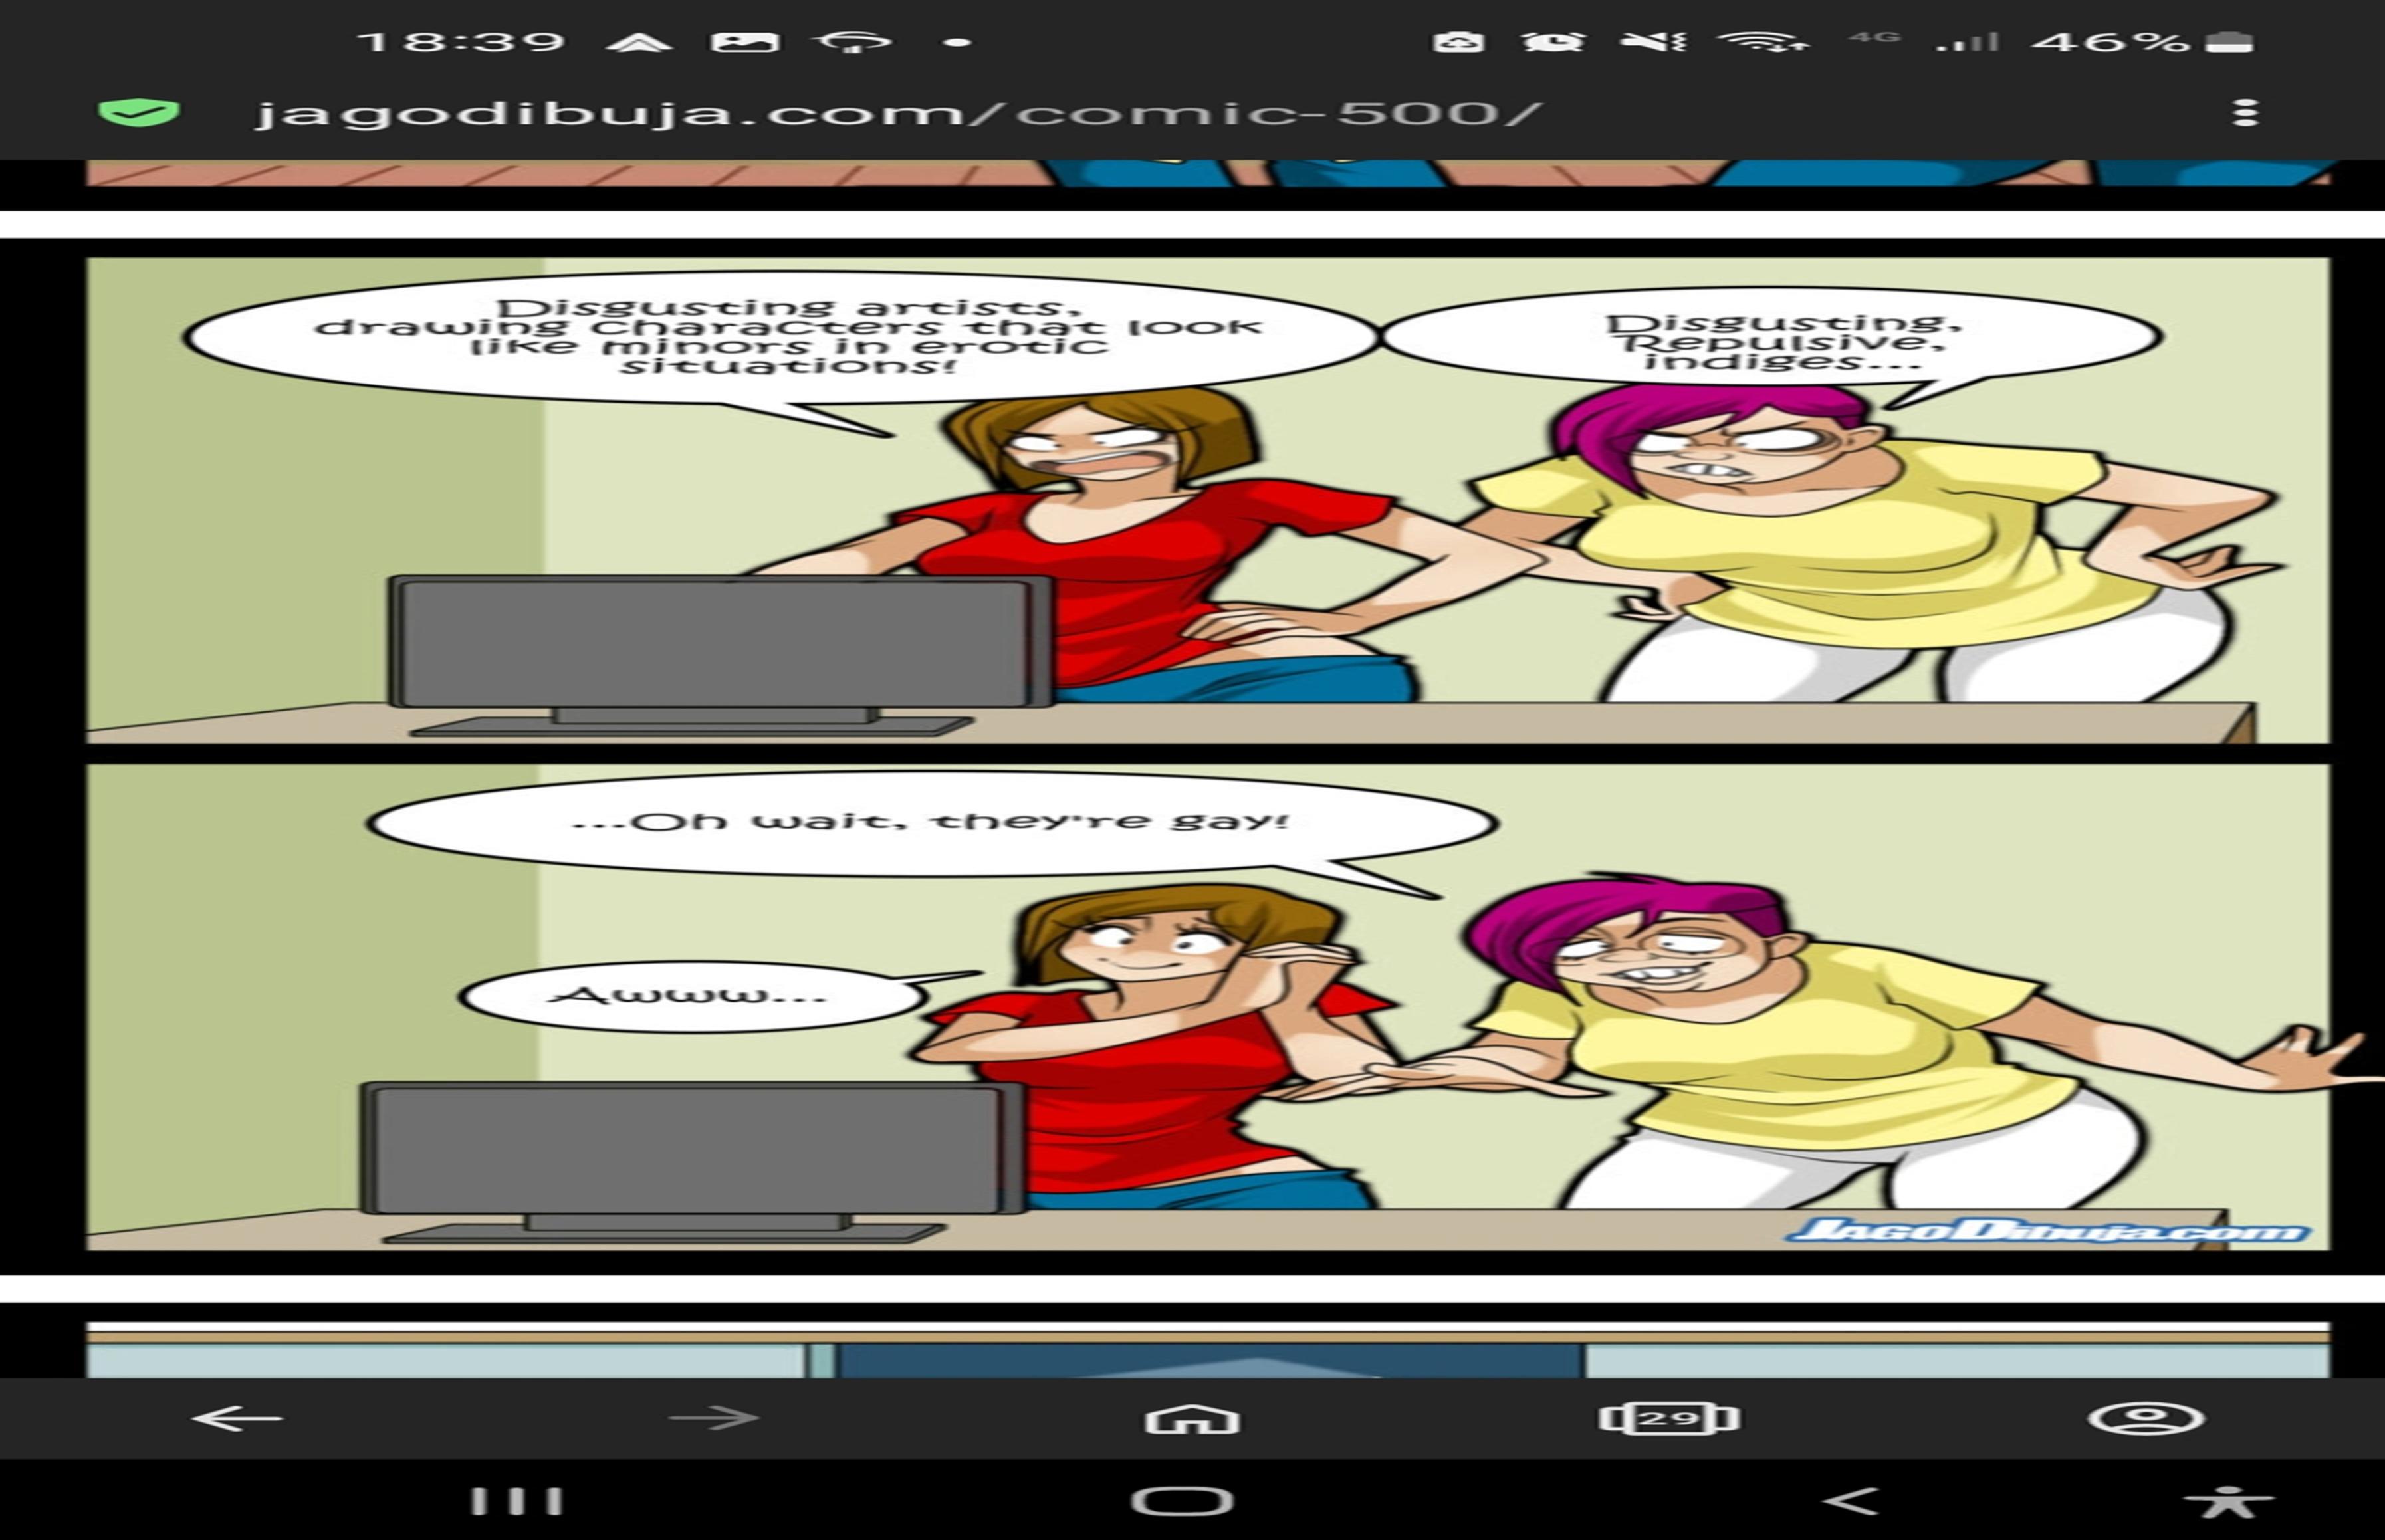 18:39
4G
46%
jagodibuja.com/comic-500/
Disgusting artists,
drawing characters that look
like minors in erotic
situations!
Disgusting,
Repulsive,
indiges...
...Oh wait, they're gay!
Awww...
JAGODibuja.com
29